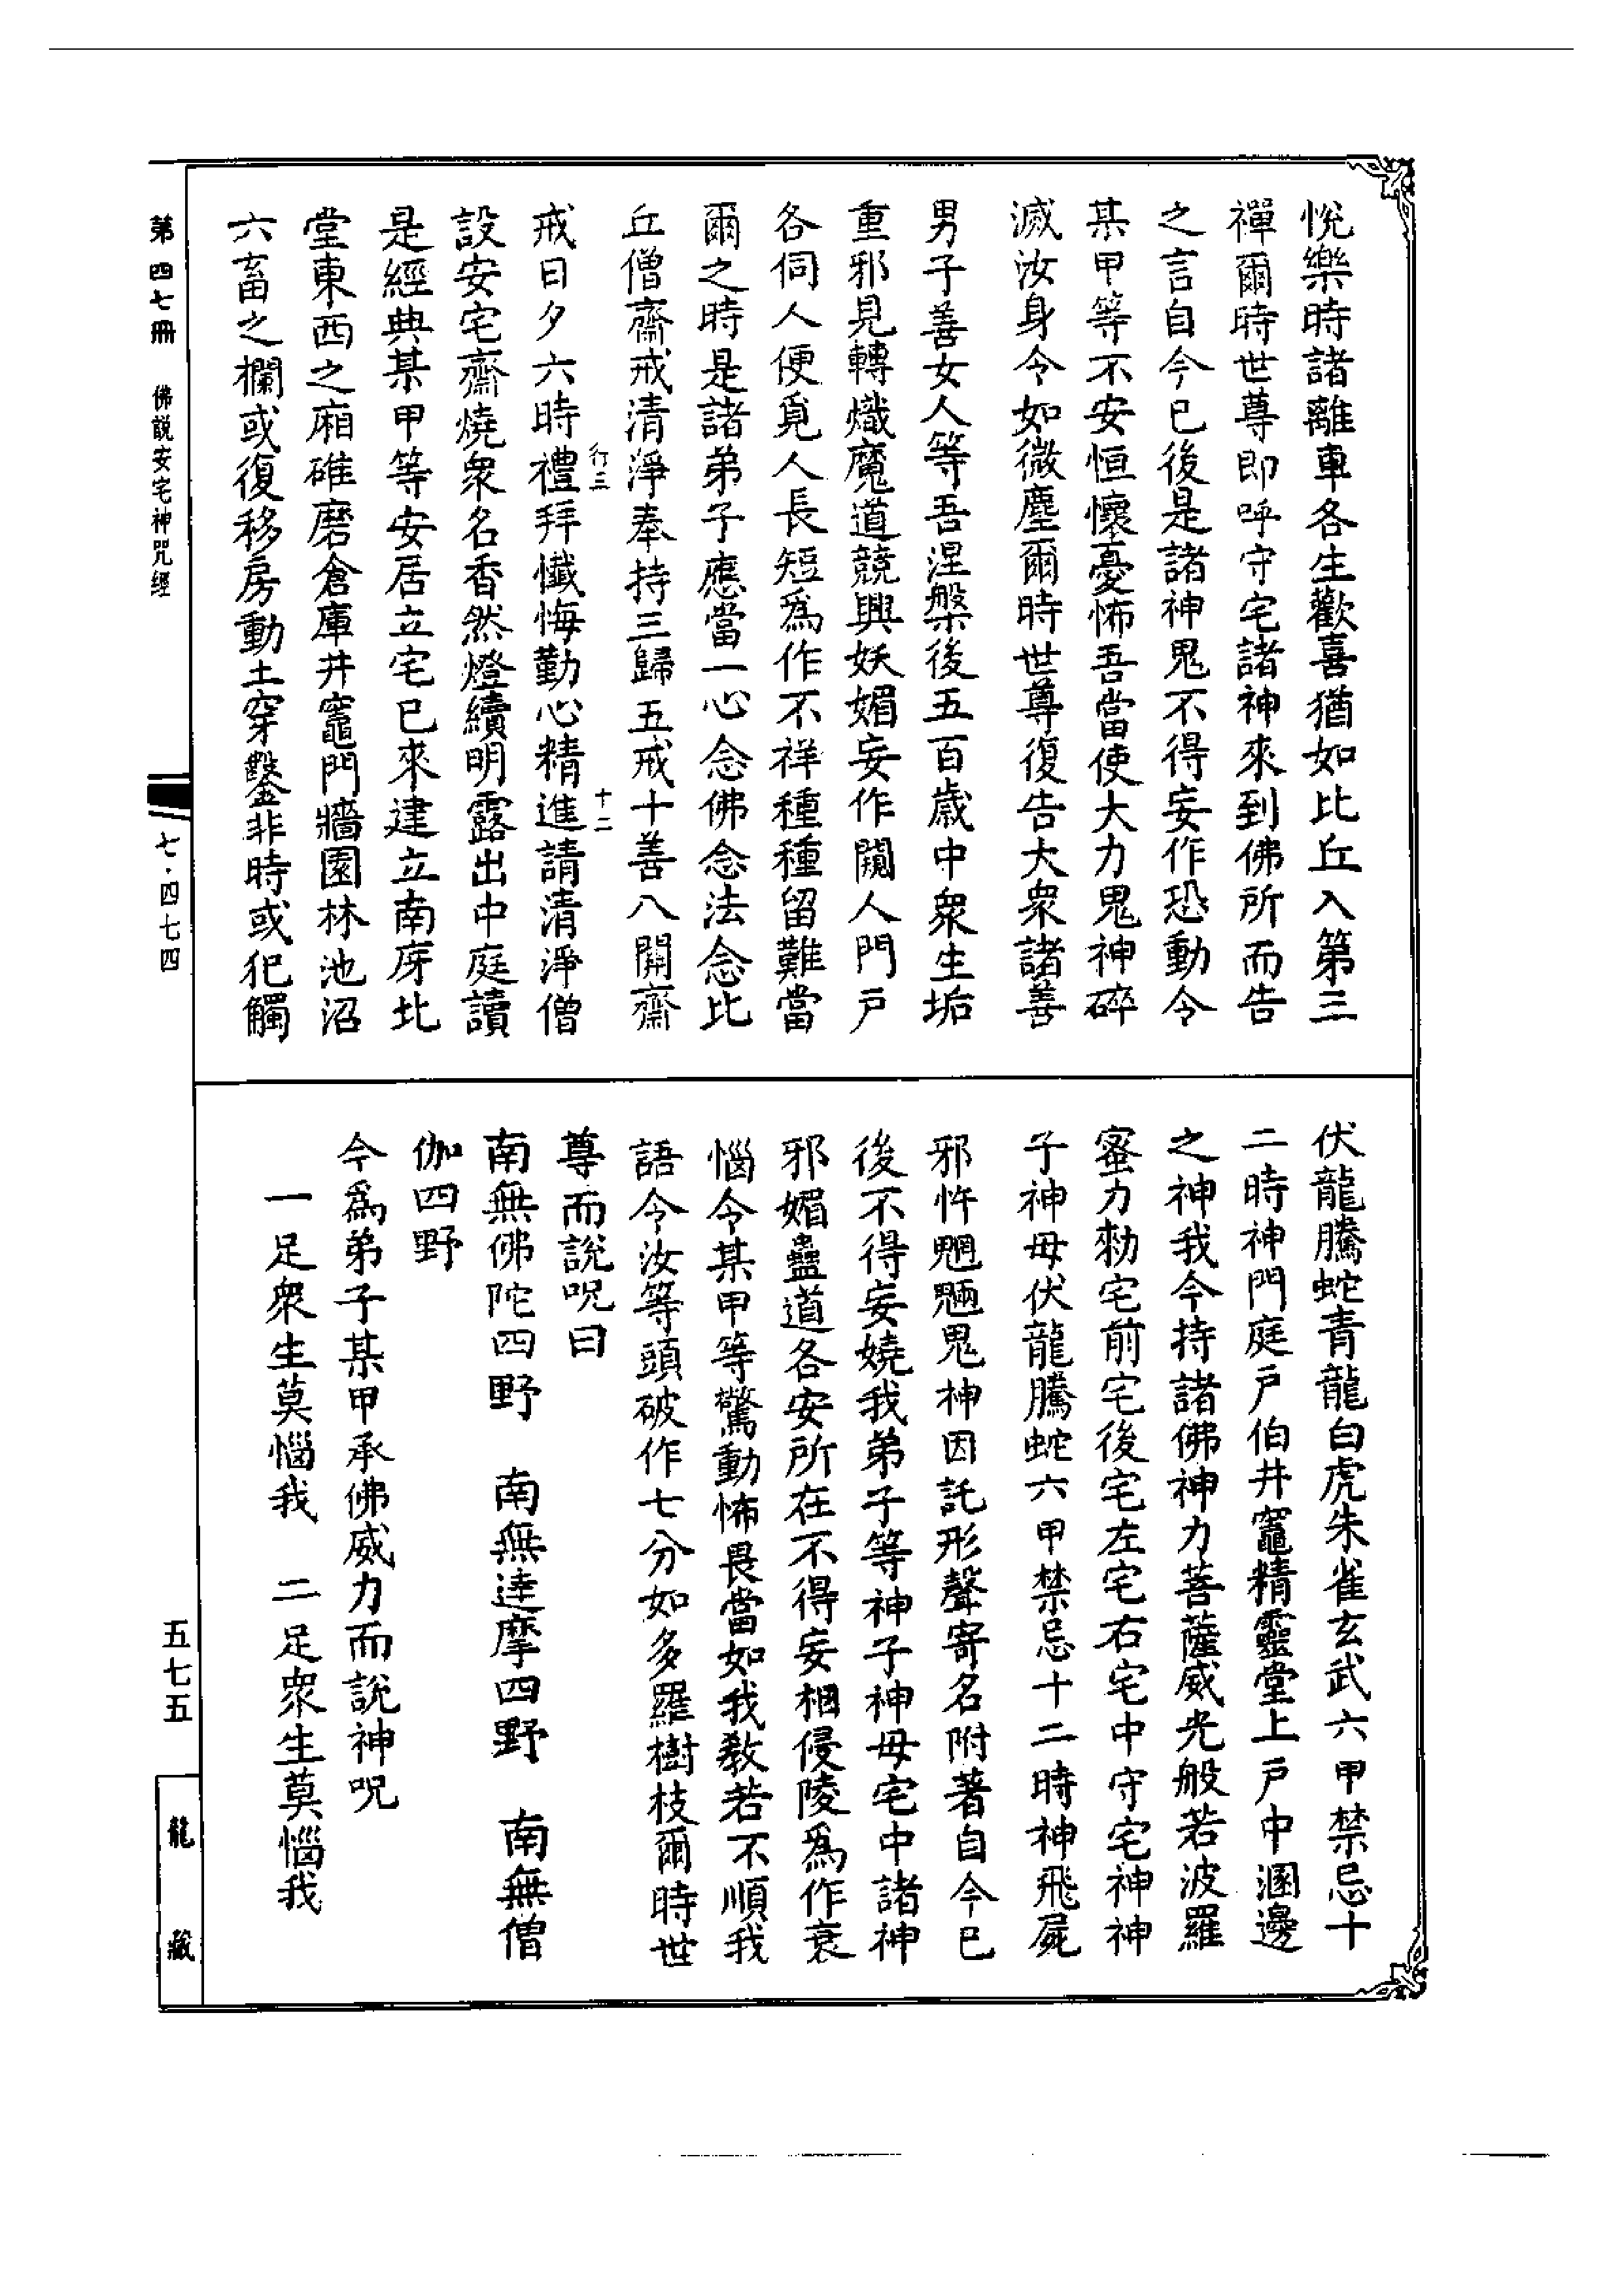 悅樂時諸離車各生歡喜猶如比丘入第三
禪爾時世尊即呼守宅諸神來到佛所而告
之言自今已後是諸神鬼不得妄作恐動令
某甲等不安恒懷憂怖吾當使大力鬼神碎
滅汝身令如微塵爾時世尊復告大衆諸善
男子善女人等吾涅槃後五百歲中衆生垢
重邪見轉熾魔道競興妖媚妄作闚人門戶
各伺人便覓人長短爲作不祥種種留難當
爾之時是諸弟子應當一心念佛念法念比
丘僧齋戒清淨奉持三歸五戒十善八關齋
戒日夕六時禮拜懺悔勤心精進請清淨僧
行三
十二
設安宅齋燒衆名香然燈續明露出中庭讀
是經典某甲等安居立宅已來建立南庌北
堂東西之廂碓磨倉庫井竈門牆園林池沼
六畜之欄或復移房動土穿鑿非時或犯觸
伏龍騰蛇青龍白虎朱雀玄武六甲禁忌十
二時神門庭戶伯井竈精靈堂上戶中溷邊
之神我今持諸佛神力菩薩威光般若波羅
蜜力勑宅前宅後宅左宅右宅中守宅神神
子神母伏龍騰蛇六甲禁忌十二時神飛屍
邪忤魍魎鬼神因託形聲寄名附著自今已
後不得妄嬈我弟子等神子神母宅中諸神
邪媚蠱道各安所在不得妄相侵陵爲作衰
惱令某甲等驚動怖畏當如我教若不順我
語令汝等頭破作七分如多羅樹枝爾時世
尊而說呪曰
南無佛陀四野　南無達摩四野　南無僧
伽四野
今爲弟子某甲承佛威力而說神呪
一足衆生莫惱我　二足衆生莫惱我
第四七冊　佛說安宅神咒經
七·四七四
五七五
龍藏